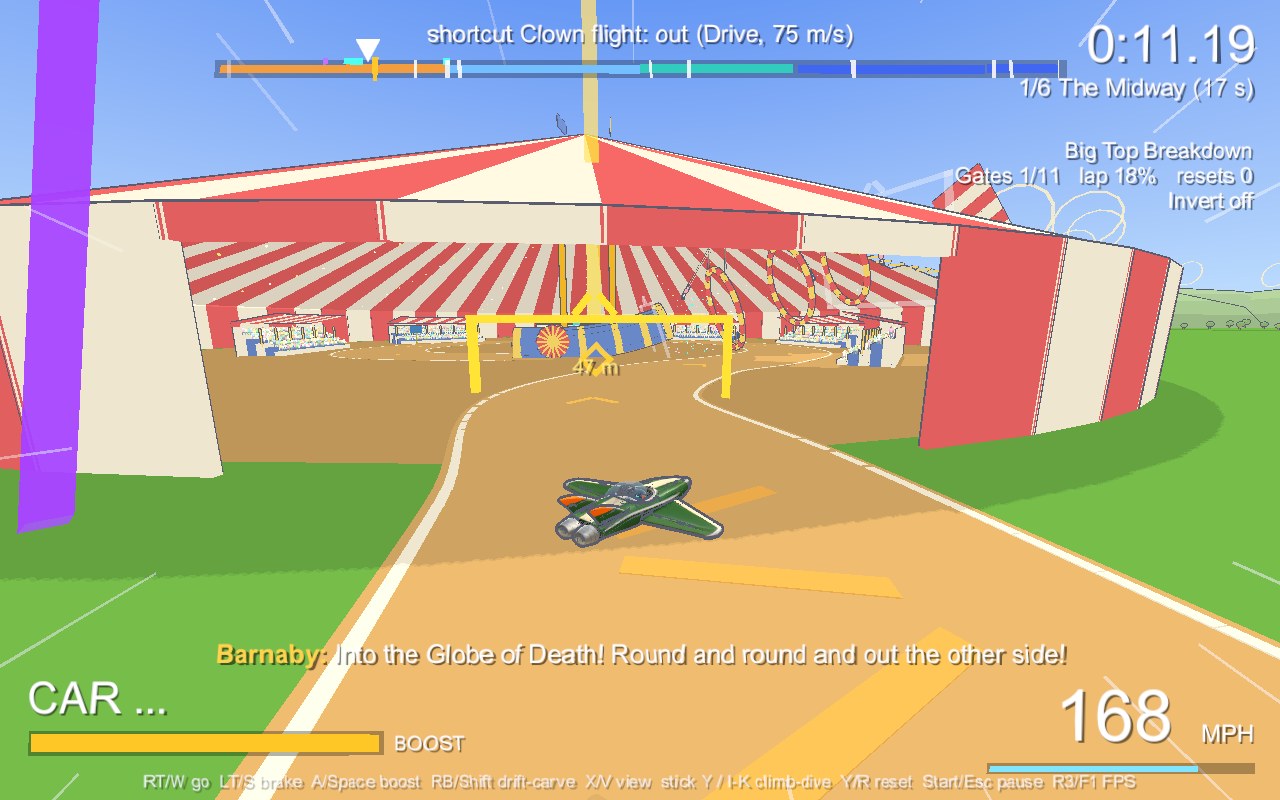 shortcut Clown flight: out (Drive, 75 m/s)
0:11.19
1/6 The Midway (17 s)
Big Top Breakdown
Gates 1/11 lap 18% resets 0
Invert off
47 m
Barnaby: Into the Globe of Death! Round and round and out the other side!
CAR ...
168 MPH
BOOST
RT/W go LT/S brake A/Space boost RB/Shift drift-carve X/V view stick Y / I-K climb-dive Y/R reset Start/Esc pause R3/F1 FPS